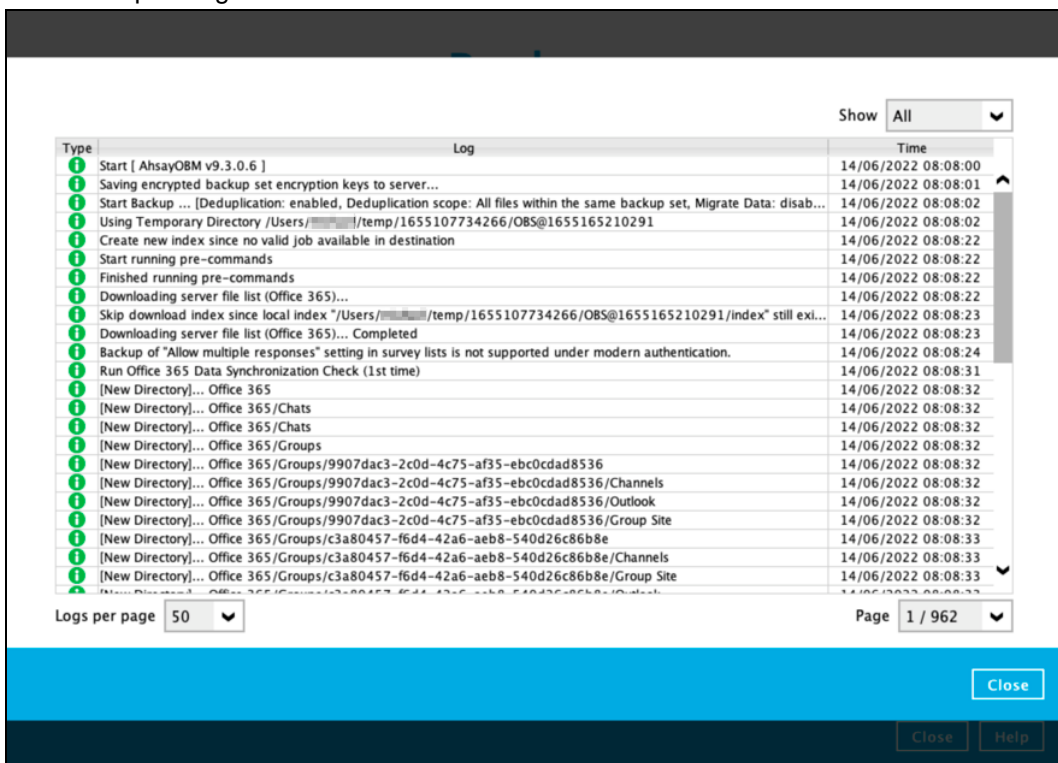 Show All
Type Log Time
Start [ AhsayOBM v9.3.0.6 ] 14/06/2022 08:08:00
Saving encrypted backup set encryption keys to server... 14/06/2022 08:08:01
Start Backup ... [Deduplication: enabled, Deduplication scope: All files within the same backup set, Migrate Data: disab... 14/06/2022 08:08:02
Using Temporary Directory /Users/ /temp/1655107734266/OBS@1655165210291 14/06/2022 08:08:02
Create new index since no valid job available in destination 14/06/2022 08:08:22
Start running pre-commands 14/06/2022 08:08:22
Finished running pre-commands 14/06/2022 08:08:22
Downloading server file list (Office 365)... 14/06/2022 08:08:22
Skip download index since local index "/Users/ /temp/1655107734266/OBS@1655165210291/index" still exi... 14/06/2022 08:08:23
Downloading server file list (Office 365)... Completed 14/06/2022 08:08:23
Backup of "Allow multiple responses" setting in survey lists is not supported under modern authentication. 14/06/2022 08:08:24
Run Office 365 Data Synchronization Check (1st time) 14/06/2022 08:08:31
[New Directory]... Office 365 14/06/2022 08:08:32
[New Directory]... Office 365/Chats 14/06/2022 08:08:32
[New Directory]... Office 365/Chats 14/06/2022 08:08:32
[New Directory]... Office 365/Groups 14/06/2022 08:08:32
[New Directory]... Office 365/Groups/9907dac3-2c0d-4c75-af35-ebc0cdad8536 14/06/2022 08:08:32
[New Directory]... Office 365/Groups/9907dac3-2c0d-4c75-af35-ebc0cdad8536/Channels 14/06/2022 08:08:32
[New Directory]... Office 365/Groups/9907dac3-2c0d-4c75-af35-ebc0cdad8536/Outlook 14/06/2022 08:08:32
[New Directory]... Office 365/Groups/9907dac3-2c0d-4c75-af35-ebc0cdad8536/Group Site 14/06/2022 08:08:32
[New Directory]... Office 365/Groups/c3a80457-f6d4-42a6-aeb8-540d26c86b8e 14/06/2022 08:08:33
[New Directory]... Office 365/Groups/c3a80457-f6d4-42a6-aeb8-540d26c86b8e/Channels 14/06/2022 08:08:33
[New Directory]... Office 365/Groups/c3a80457-f6d4-42a6-aeb8-540d26c86b8e/Group Site 14/06/2022 08:08:33
Logs per page 50 Page 1 / 962
Close
Close Help